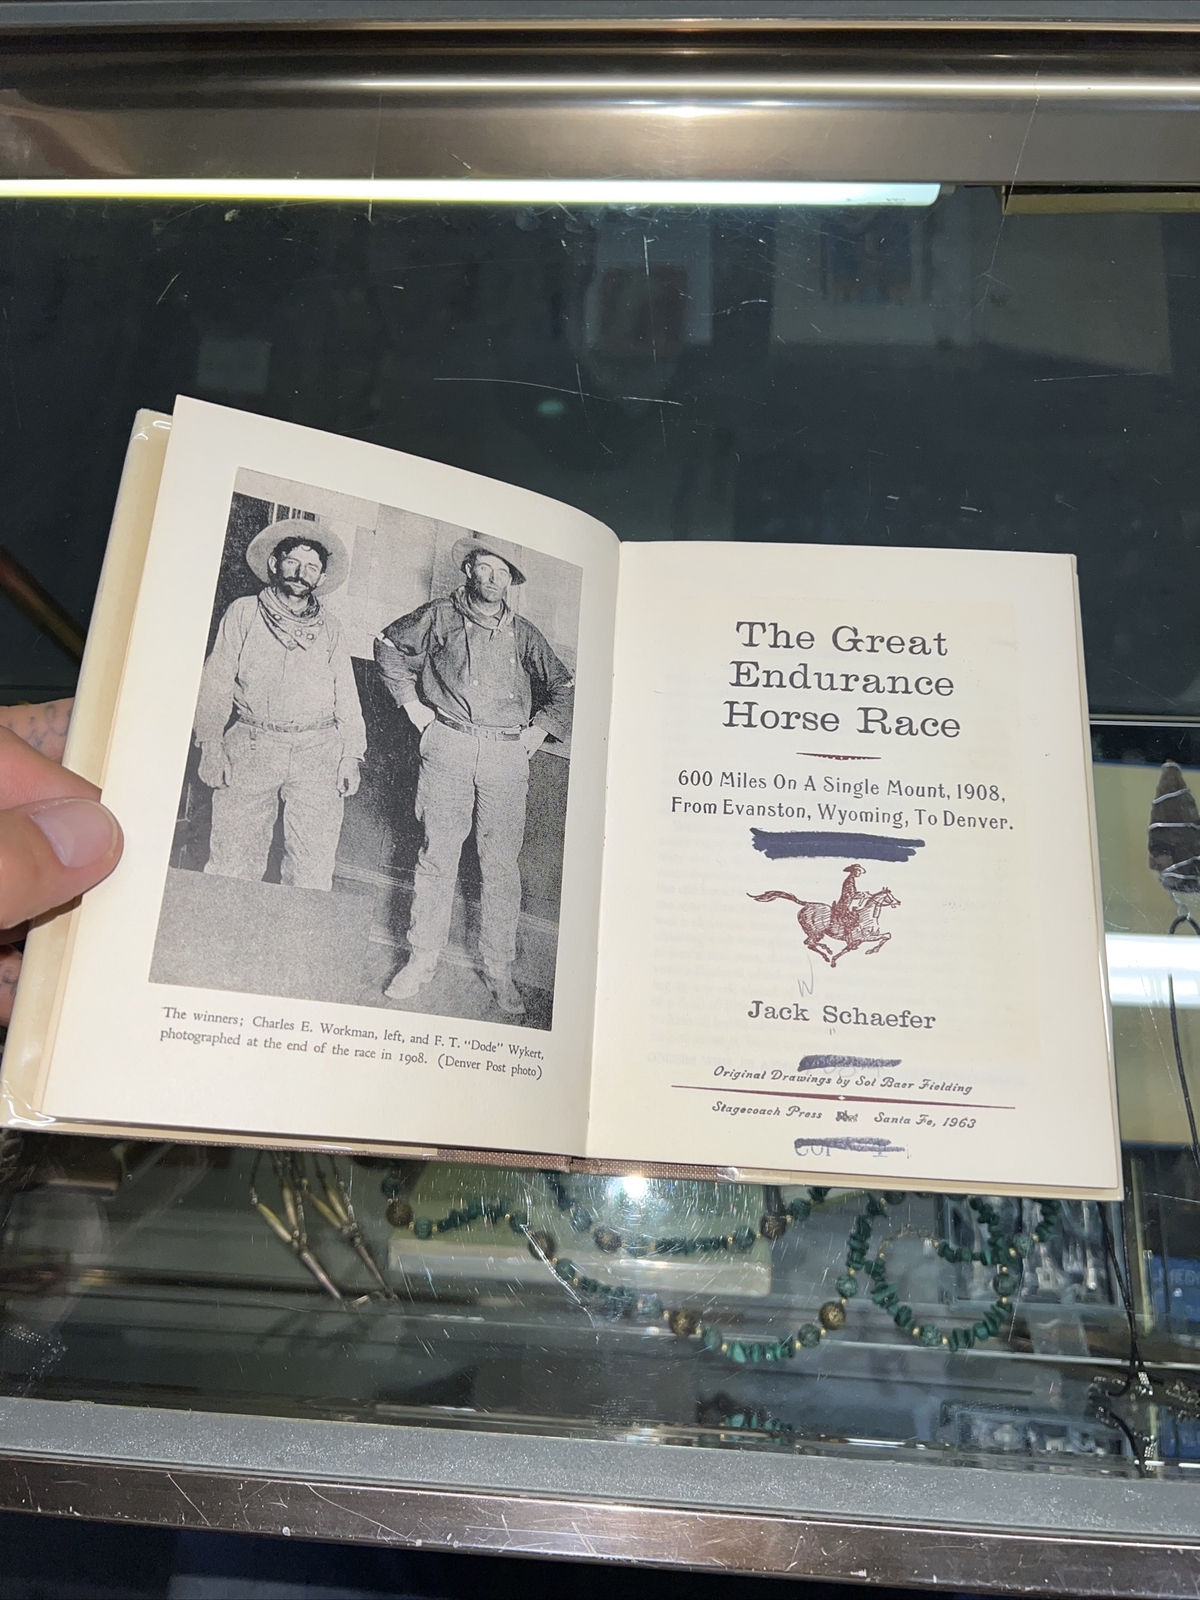 The winners; Charles E. Workman, left, and F. T. "Dode" Wykert,
photographed at the end of the race in 1908. (Denver Post photo)
The Great
Endurance
Horse Race
600 Miles On A Single Mount, 1908,
From Evanston, Wyoming, To Denver.
W
Jack Schaefer
Original Drawings by Sol Baer Fielding
Stagecoach Press Santa Fe, 1963